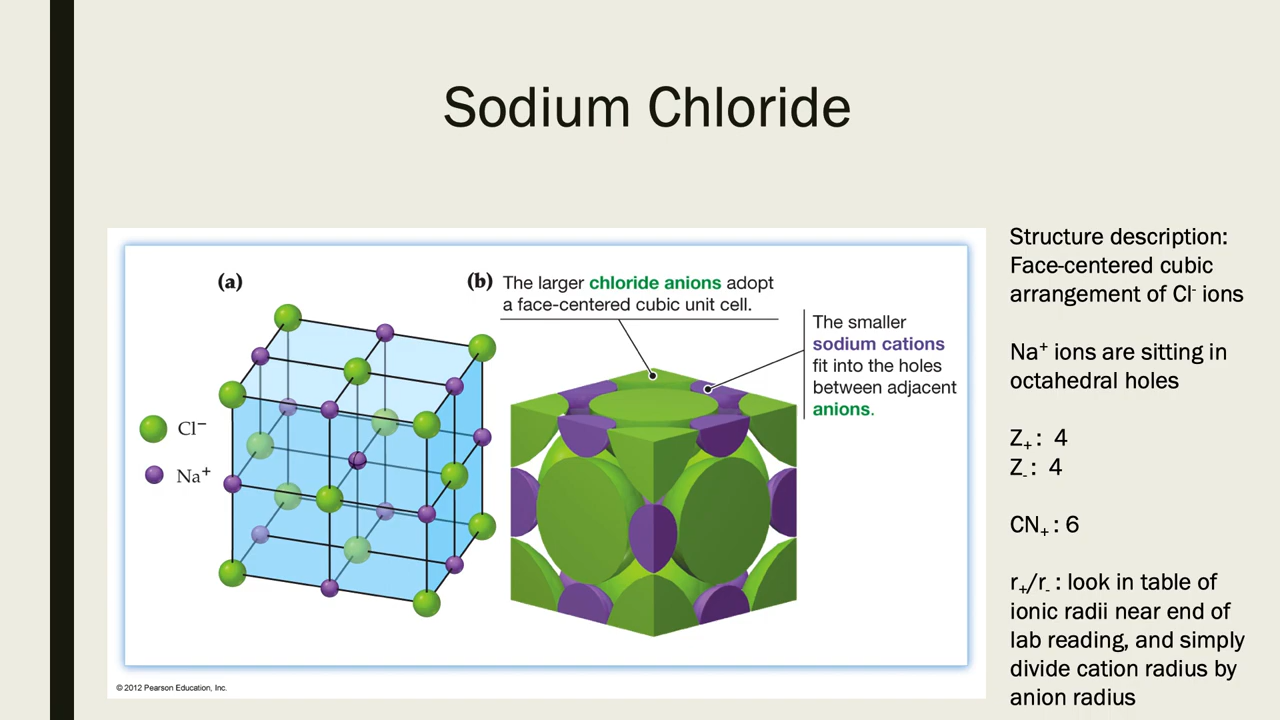 Sodium Chloride
(a)
Cl⁻
Na⁺
(b) The larger chloride anions adopt
a face-centered cubic unit cell.
The smaller
sodium cations
fit into the holes
between adjacent
anions.
© 2012 Pearson Education, Inc.
Structure description:
Face-centered cubic
arrangement of Cl⁻ ions
Na⁺ ions are sitting in
octahedral holes
Z₊ : 4
Z₋ : 4
CN₊ : 6
r₊/r₋ : look in table of
ionic radii near end of
lab reading, and simply
divide cation radius by
anion radius